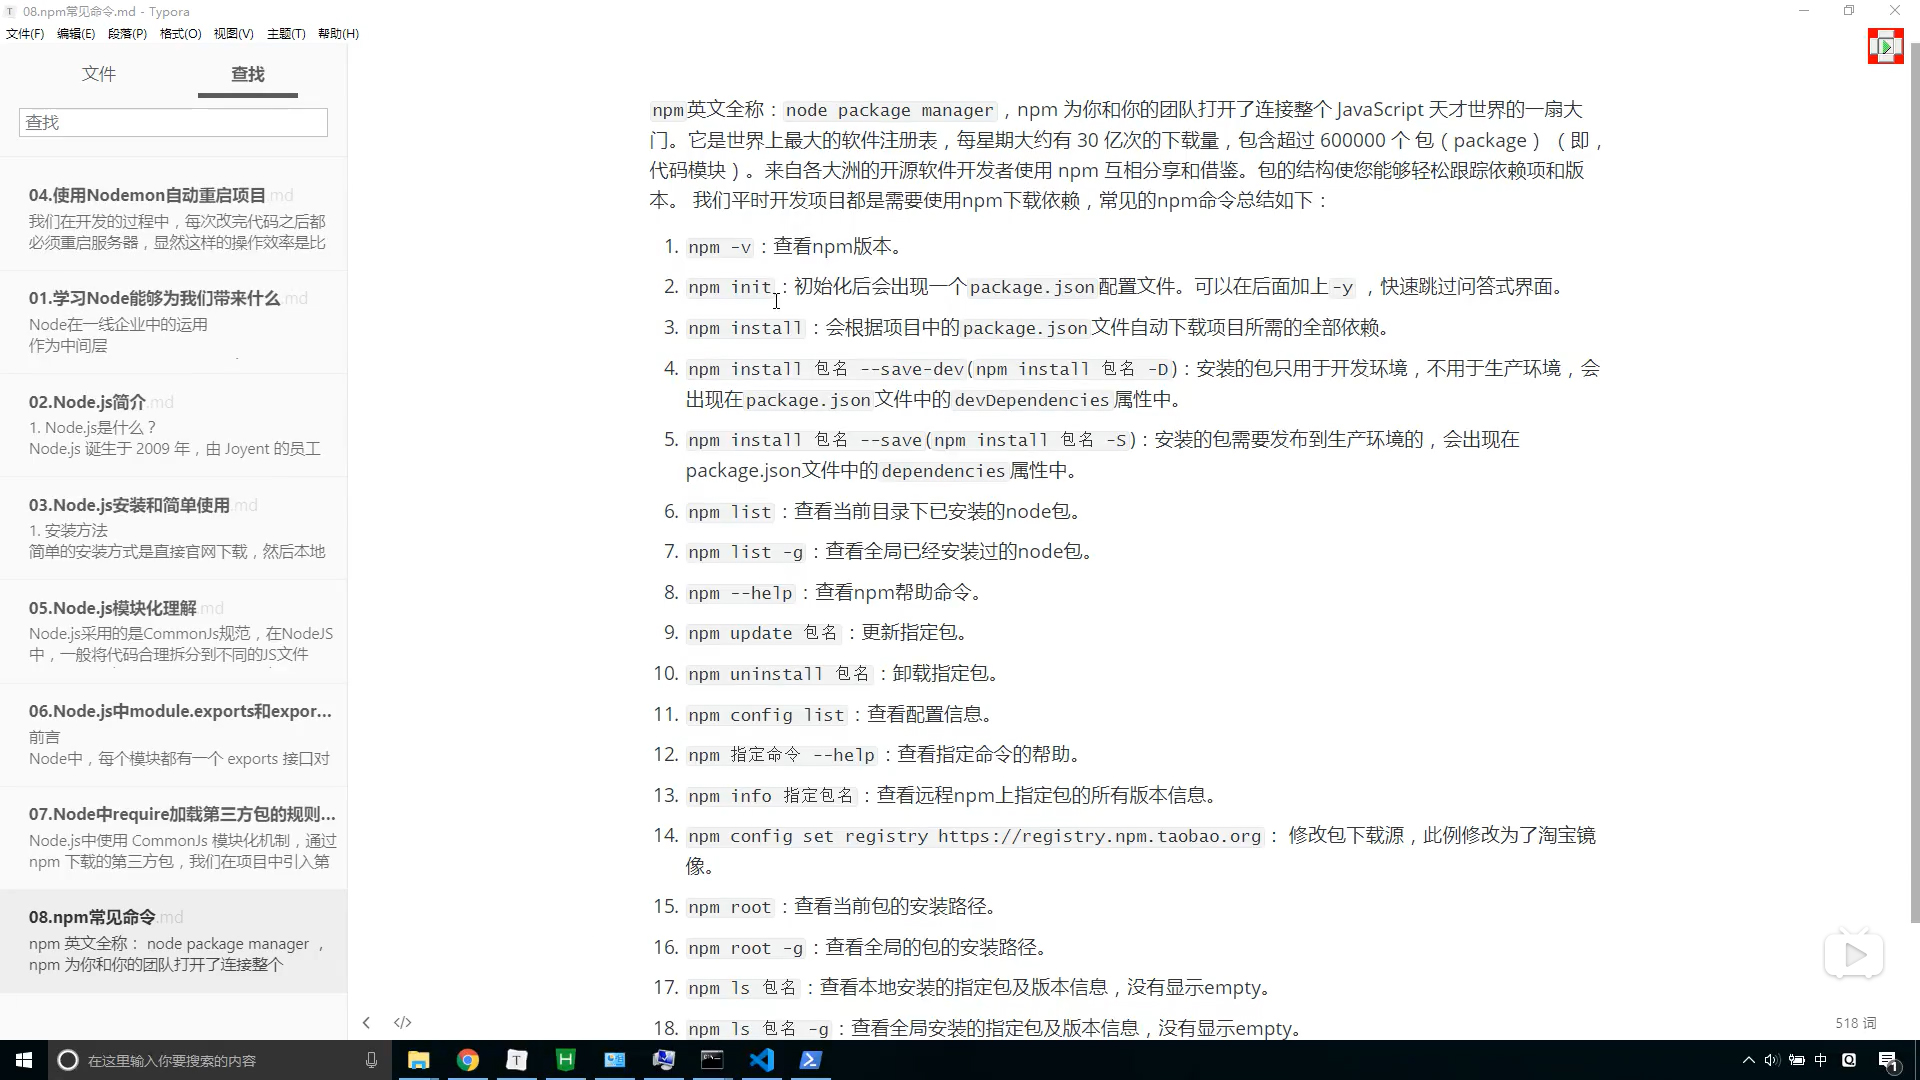 08.npm常见命令.md - Typora
文件(F) 编辑(E) 段落(P) 格式(O) 视图(V) 主题(T) 帮助(H)
文件 查找
查找
04.使用Nodemon自动重启项目.md
我们在开发的过程中，每次改完代码之后都
必须重启服务器，显然这样的操作效率是比
01.学习Node能够为我们带来什么.md
Node在一线企业中的运用
作为中间层
02.Node.js简介.md
1. Node.js是什么？
Node.js 诞生于 2009 年，由 Joyent 的员工
03.Node.js安装和简单使用.md
1. 安装方法
简单的安装方式是直接官网下载，然后本地
05.Node.js模块化理解.md
Node.js采用的是CommonJs规范，在NodeJS
中，一般将代码合理拆分到不同的JS文件
06.Node.js中module.exports和expor...
前言
Node中，每个模块都有一个 exports 接口对
07.Node中require加载第三方包的规则...
Node.js中使用 CommonJs 模块化机制，通过
npm 下载的第三方包，我们在项目中引入第
08.npm常见命令.md
npm 英文全称： node package manager ，
npm 为你和你的团队打开了连接整个
npm英文全称：node package manager，npm 为你和你的团队打开了连接整个 JavaScript 天才世界的一扇大
门。它是世界上最大的软件注册表，每星期大约有 30 亿次的下载量，包含超过 600000 个 包（package）（即，
代码模块）。来自各大洲的开源软件开发者使用 npm 互相分享和借鉴。包的结构使您能够轻松跟踪依赖项和版
本。 我们平时开发项目都是需要使用npm下载依赖，常见的npm命令总结如下：
1. npm -v：查看npm版本。
2. npm init：初始化后会出现一个package.json配置文件。可以在后面加上-y ，快速跳过问答式界面。
3. npm install：会根据项目中的package.json文件自动下载项目所需的全部依赖。
4. npm install 包名 --save-dev(npm install 包名 -D)：安装的包只用于开发环境，不用于生产环境，会
出现在package.json文件中的devDependencies属性中。
5. npm install 包名 --save(npm install 包名 -S)：安装的包需要发布到生产环境的，会出现在
package.json文件中的dependencies属性中。
6. npm list：查看当前目录下已安装的node包。
7. npm list -g：查看全局已经安装过的node包。
8. npm --help：查看npm帮助命令。
9. npm update 包名：更新指定包。
10. npm uninstall 包名：卸载指定包。
11. npm config list：查看配置信息。
12. npm 指定命令 --help：查看指定命令的帮助。
13. npm info 指定包名：查看远程npm上指定包的所有版本信息。
14. npm config set registry https://registry.npm.taobao.org： 修改包下载源，此例修改为了淘宝镜
像。
15. npm root：查看当前包的安装路径。
16. npm root -g：查看全局的包的安装路径。
17. npm ls 包名：查看本地安装的指定包及版本信息，没有显示empty。
18. npm ls 包名 -g：查看全局安装的指定包及版本信息，没有显示empty。
518 词
在这里输入你要搜索的内容
中